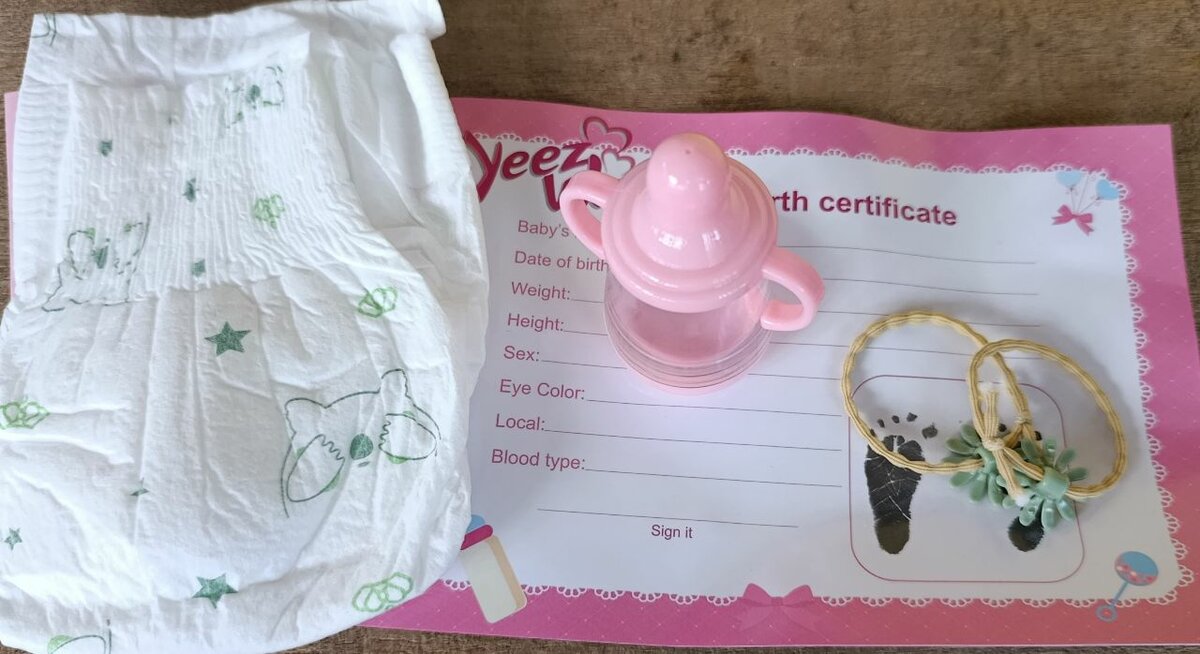 Yeez
rth certificate
Baby's
Date of birth
Weight:
Height:
Sex:
Eye Color:
Local:
Blood type:
Sign it